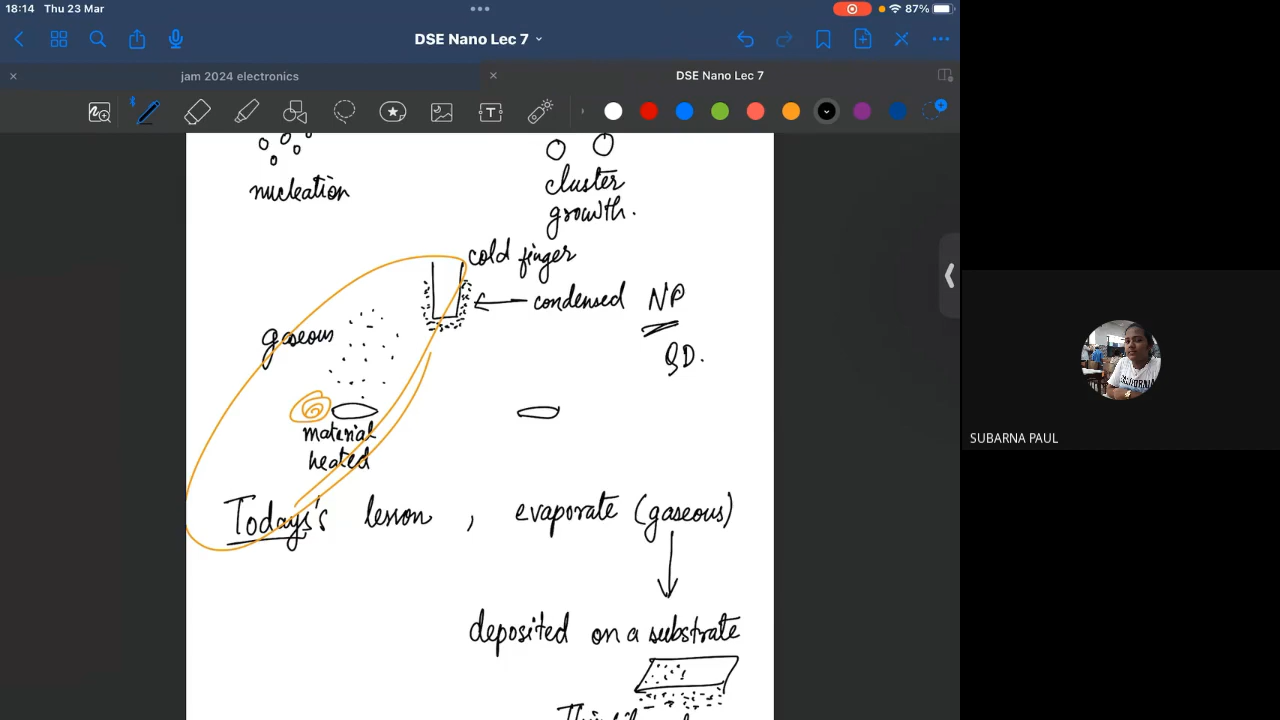 18:14 Thu 23 Mar
87%
DSE Nano Lec 7
jam 2024 electronics
DSE Nano Lec 7
nucleation
cluster
growth.
cold finger
condensed NP
QD.
gaseous
material
heated
Todays's lesson, evaporate (gaseous)
deposited on a substrate
SUBARNA PAUL